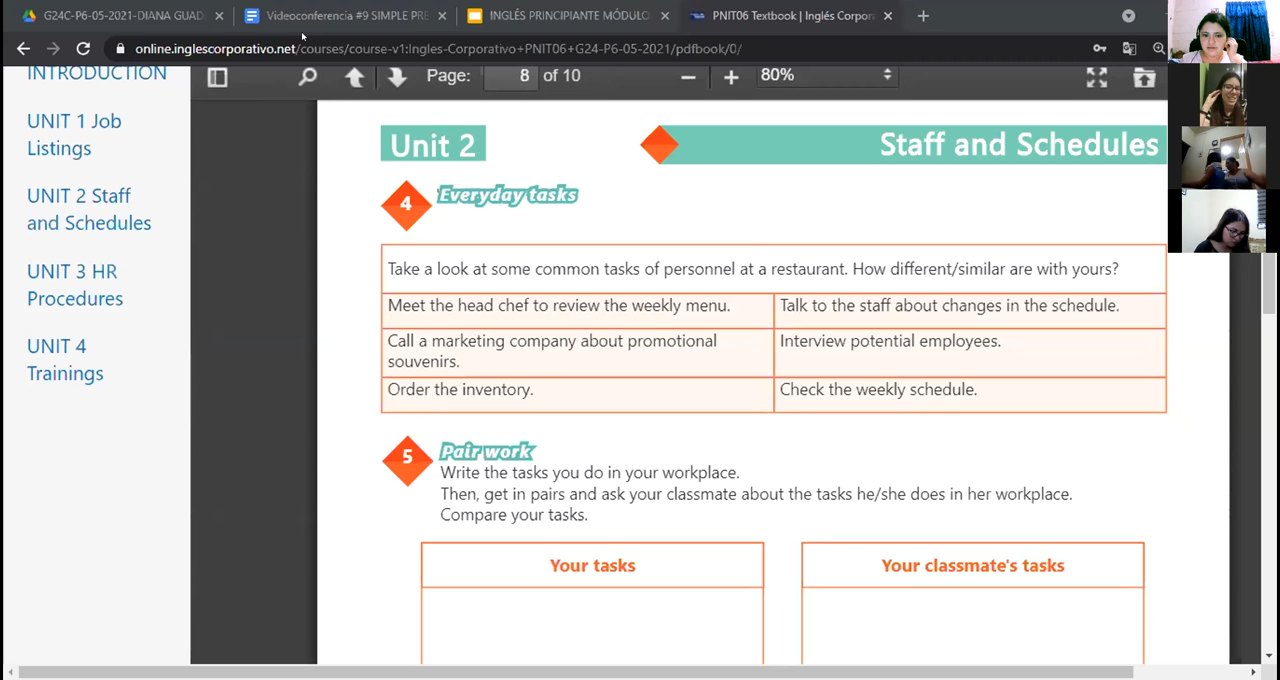 G24C-P6-05-2021-DIANA GUAD
Videoconferencia #9 SIMPLE PRE
INGLÉS PRINCIPIANTE MÓDULO
PNIT06 Textbook | Inglés Corpora
online.inglescorporativo.net/courses/course-v1:Ingles-Corporativo+PNIT06+G24-P6-05-2021/pdfbook/0/
INTRODUCTION
UNIT 1 Job
Listings
UNIT 2 Staff
and Schedules
UNIT 3 HR
Procedures
UNIT 4
Trainings
Page: 8 of 10
80%
Unit 2
Staff and Schedules
4 Everyday tasks
Take a look at some common tasks of personnel at a restaurant. How different/similar are with yours?
Meet the head chef to review the weekly menu.
Talk to the staff about changes in the schedule.
Call a marketing company about promotional
souvenirs.
Interview potential employees.
Order the inventory.
Check the weekly schedule.
5 Pair work
Write the tasks you do in your workplace.
Then, get in pairs and ask your classmate about the tasks he/she does in her workplace.
Compare your tasks.
Your tasks
Your classmate's tasks